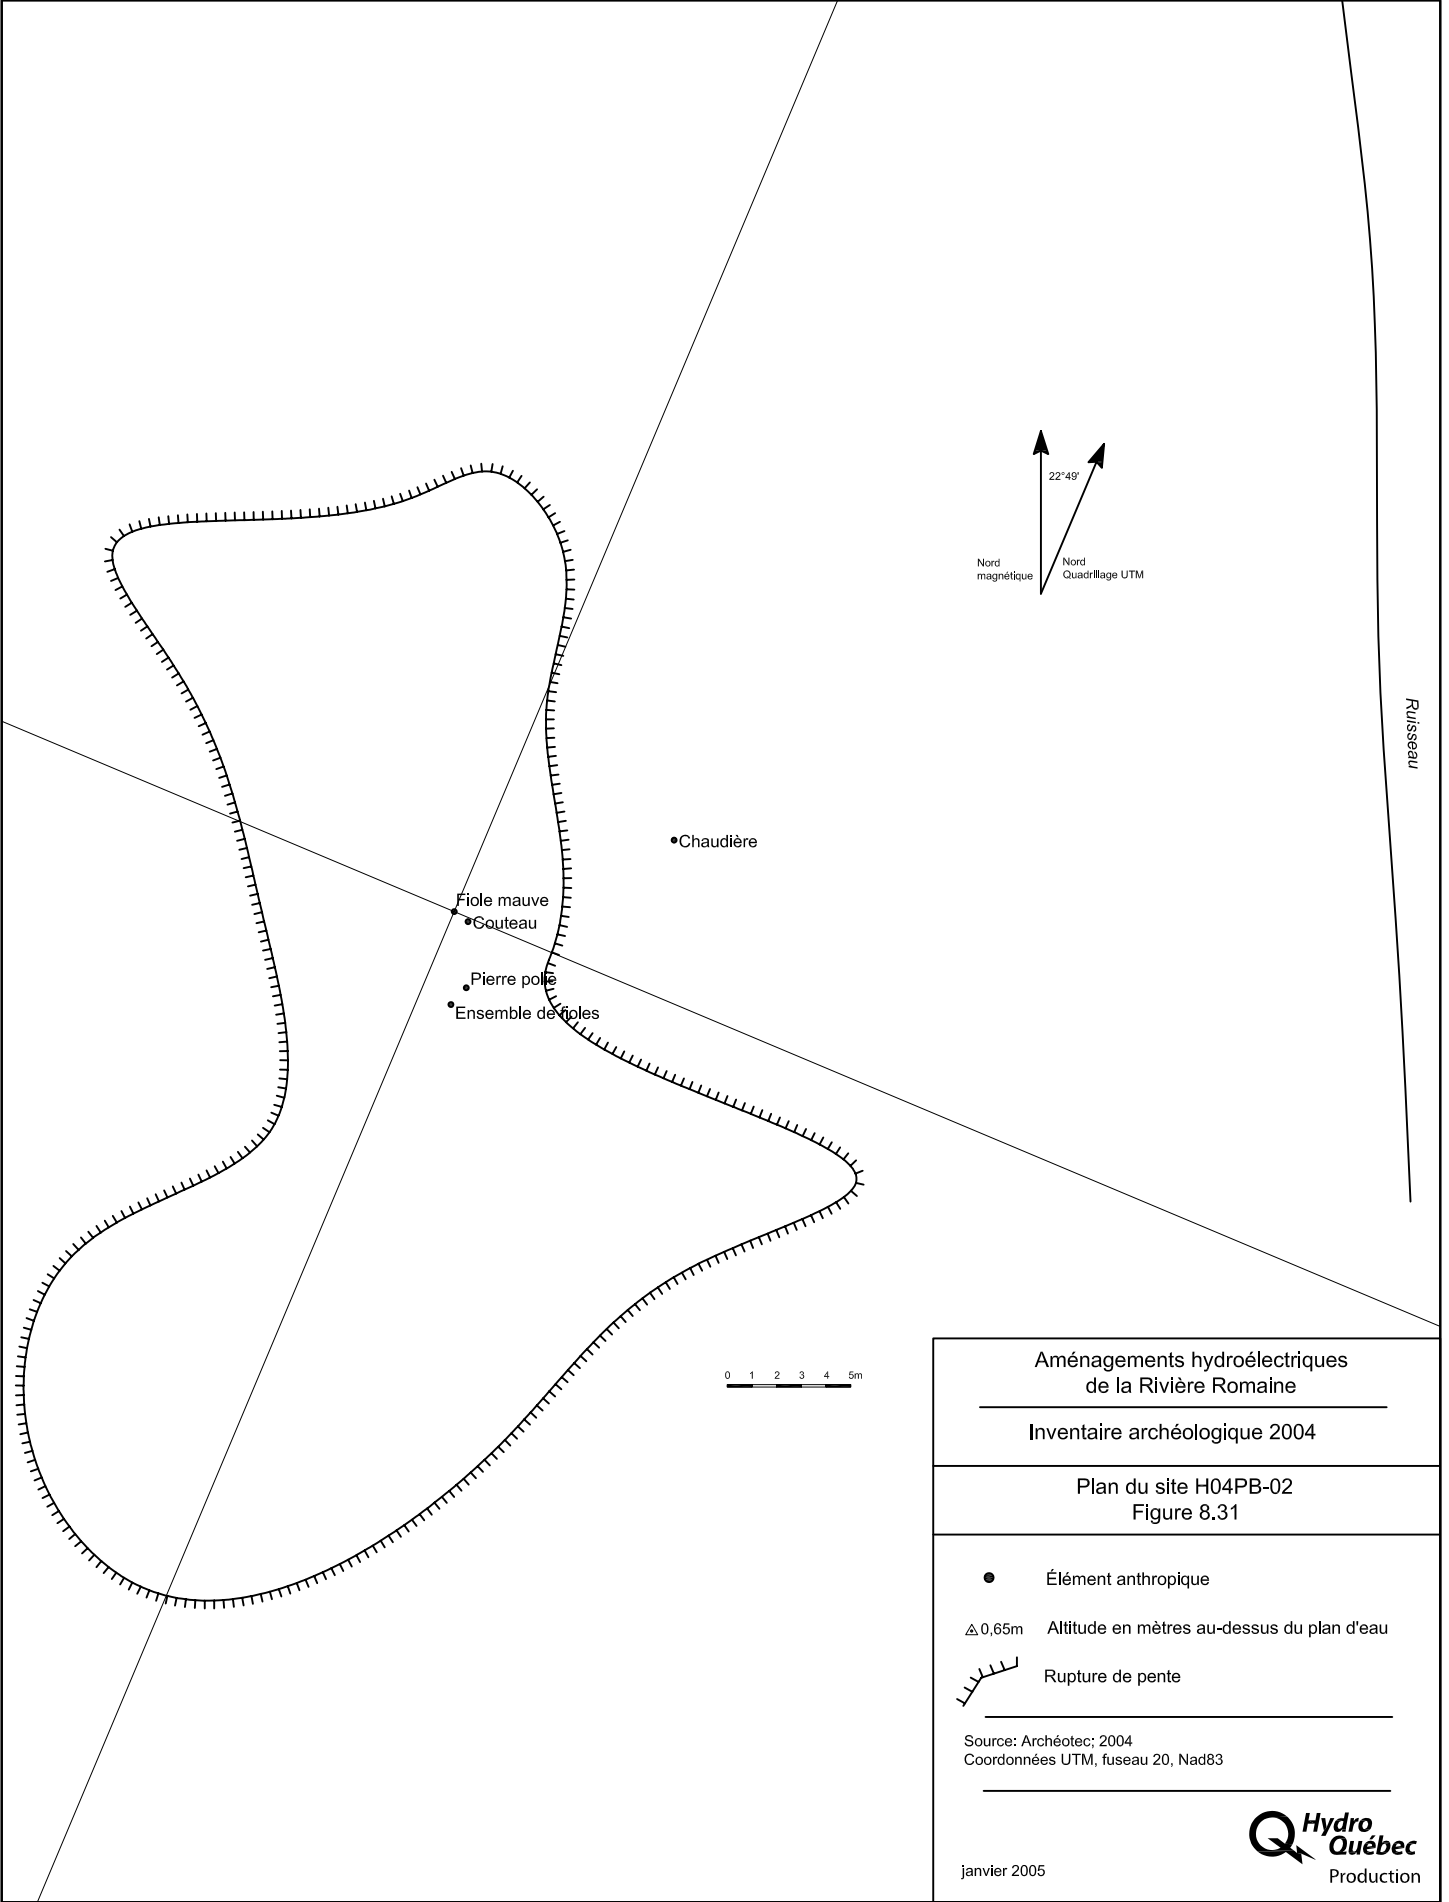 22°49'
Nord
magnétique
Nord
Quadrillage UTM
Ruisseau
Chaudière
Fiole mauve
Couteau
Pierre polie
Ensemble de fioles
0 1 2 3 4 5m
Aménagements hydroélectriques
de la Rivière Romaine
Inventaire archéologique 2004
Plan du site H04PB-02
Figure 8.31
Élément anthropique
0,65m Altitude en mètres au-dessus du plan d'eau
Rupture de pente
Source: Archéotec; 2004
Coordonnées UTM, fuseau 20, Nad83
Hydro
Québec
Production
janvier 2005